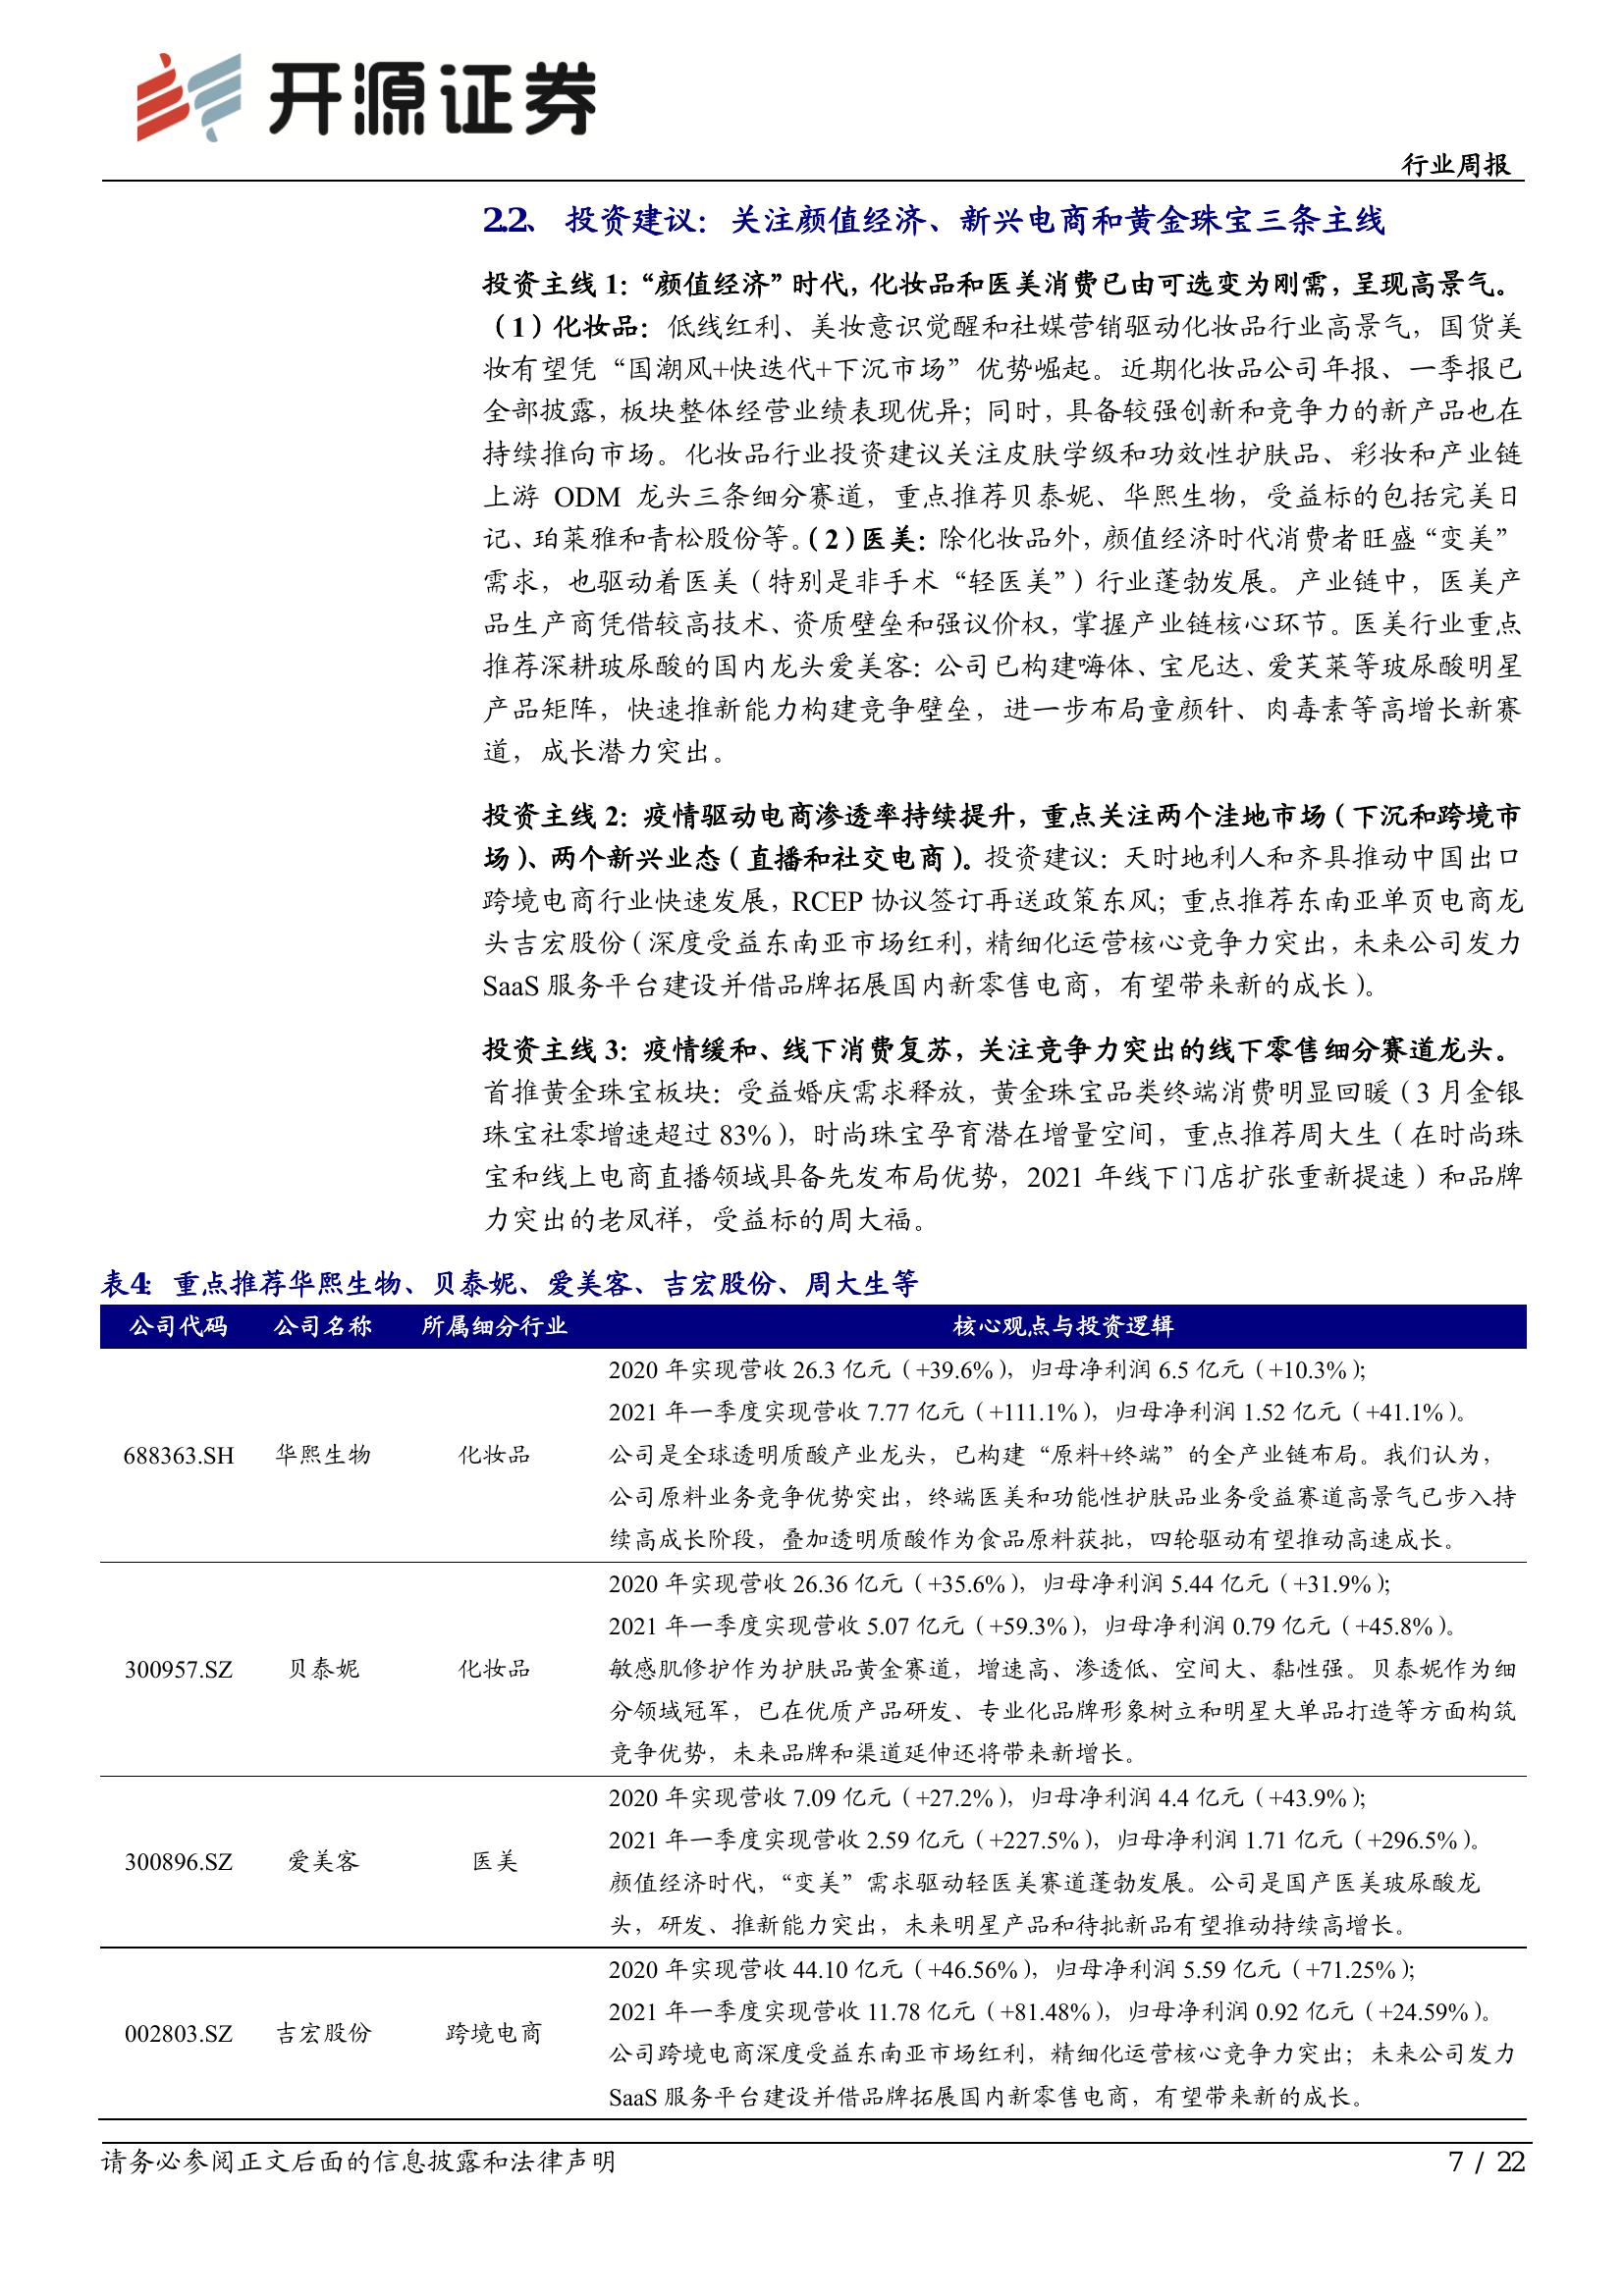 开源证券
行业周报
2.2、 投资建议：关注颜值经济、新兴电商和黄金珠宝三条主线
投资主线 1：“颜值经济”时代，化妆品和医美消费已由可选变为刚需，呈现高景气。
（1）化妆品：低线红利、美妆意识觉醒和社媒营销驱动化妆品行业高景气，国货美
妆有望凭“国潮风+快迭代+下沉市场”优势崛起。近期化妆品公司年报、一季报已
全部披露，板块整体经营业绩表现优异；同时，具备较强创新和竞争力的新产品也在
持续推向市场。化妆品行业投资建议关注皮肤学级和功效性护肤品、彩妆和产业链
上游 ODM 龙头三条细分赛道，重点推荐贝泰妮、华熙生物，受益标的包括完美日
记、珀莱雅和青松股份等。（2）医美：除化妆品外，颜值经济时代消费者旺盛“变美”
需求，也驱动着医美（特别是非手术“轻医美”）行业蓬勃发展。产业链中，医美产
品生产商凭借较高技术、资质壁垒和强议价权，掌握产业链核心环节。医美行业重点
推荐深耕玻尿酸的国内龙头爱美客：公司已构建嗨体、宝尼达、爱芙莱等玻尿酸明星
产品矩阵，快速推新能力构建竞争壁垒，进一步布局童颜针、肉毒素等高增长新赛
道，成长潜力突出。
投资主线 2：疫情驱动电商渗透率持续提升，重点关注两个洼地市场（下沉和跨境市
场）、两个新兴业态（直播和社交电商）。投资建议：天时地利人和齐具推动中国出口
跨境电商行业快速发展，RCEP 协议签订再送政策东风；重点推荐东南亚单页电商龙
头吉宏股份（深度受益东南亚市场红利，精细化运营核心竞争力突出，未来公司发力
SaaS 服务平台建设并借品牌拓展国内新零售电商，有望带来新的成长）。
投资主线 3：疫情缓和、线下消费复苏，关注竞争力突出的线下零售细分赛道龙头。
首推黄金珠宝板块：受益婚庆需求释放，黄金珠宝品类终端消费明显回暖（3 月金银
珠宝社零增速超过 83%），时尚珠宝孕育潜在增量空间，重点推荐周大生（在时尚珠
宝和线上电商直播领域具备先发布局优势，2021 年线下门店扩张重新提速）和品牌
力突出的老凤祥，受益标的周大福。
表4： 重点推荐华熙生物、贝泰妮、爱美客、吉宏股份、周大生等
公司代码 公司名称 所属细分行业 核心观点与投资逻辑
2020 年实现营收 26.3 亿元（+39.6%），归母净利润 6.5 亿元（+10.3%）；
2021 年一季度实现营收 7.77 亿元（+111.1%），归母净利润 1.52 亿元（+41.1%）。
688363.SH 华熙生物 化妆品 公司是全球透明质酸产业龙头，已构建“原料+终端”的全产业链布局。我们认为，
公司原料业务竞争优势突出，终端医美和功能性护肤品业务受益赛道高景气已步入持
续高成长阶段，叠加透明质酸作为食品原料获批，四轮驱动有望推动高速成长。
2020 年实现营收 26.36 亿元（+35.6%），归母净利润 5.44 亿元（+31.9%）；
2021 年一季度实现营收 5.07 亿元（+59.3%），归母净利润 0.79 亿元（+45.8%）。
300957.SZ 贝泰妮 化妆品 敏感肌修护作为护肤品黄金赛道，增速高、渗透低、空间大、黏性强。贝泰妮作为细
分领域冠军，已在优质产品研发、专业化品牌形象树立和明星大单品打造等方面构筑
竞争优势，未来品牌和渠道延伸还将带来新增长。
2020 年实现营收 7.09 亿元（+27.2%），归母净利润 4.4 亿元（+43.9%）；
2021 年一季度实现营收 2.59 亿元（+227.5%），归母净利润 1.71 亿元（+296.5%）。
300896.SZ 爱美客 医美 颜值经济时代，“变美”需求驱动轻医美赛道蓬勃发展。公司是国产医美玻尿酸龙
头，研发、推新能力突出，未来明星产品和待批新品有望推动持续高增长。
2020 年实现营收 44.10 亿元（+46.56%），归母净利润 5.59 亿元（+71.25%）；
2021 年一季度实现营收 11.78 亿元（+81.48%），归母净利润 0.92 亿元（+24.59%）。
002803.SZ 吉宏股份 跨境电商 公司跨境电商深度受益东南亚市场红利，精细化运营核心竞争力突出；未来公司发力
SaaS 服务平台建设并借品牌拓展国内新零售电商，有望带来新的成长。
请务必参阅正文后面的信息披露和法律声明 7 / 22